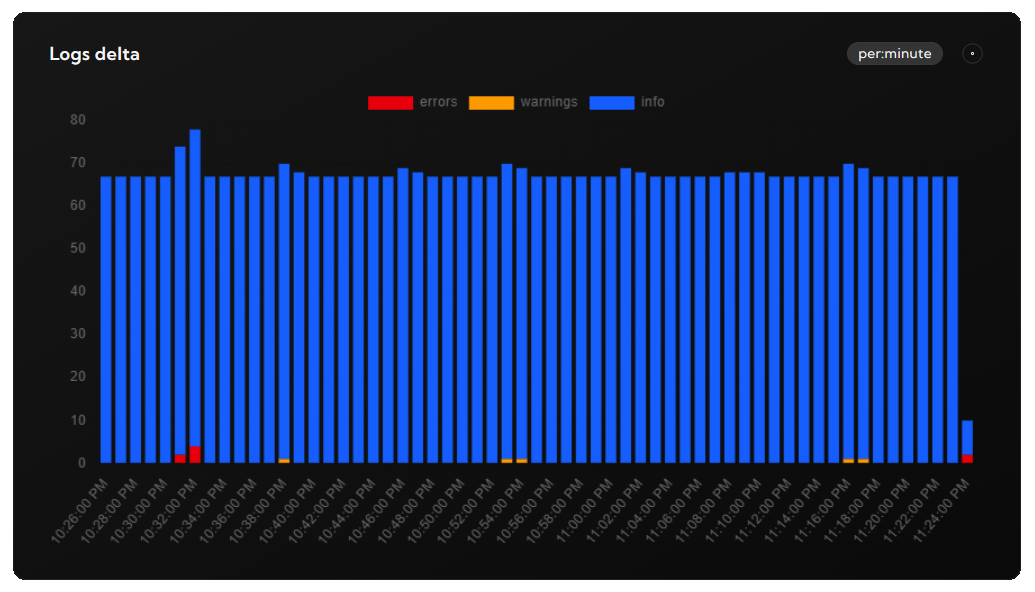 Logs delta
per:minute
errors
warnings
info
80
70
60
50
40
30
20
10
0
10:26:00 PM
10:28:00 PM
10:30:00 PM
10:32:00 PM
10:34:00 PM
10:36:00 PM
10:38:00 PM
10:40:00 PM
10:42:00 PM
10:44:00 PM
10:46:00 PM
10:48:00 PM
10:50:00 PM
10:52:00 PM
10:54:00 PM
10:56:00 PM
10:58:00 PM
11:00:00 PM
11:02:00 PM
11:04:00 PM
11:06:00 PM
11:08:00 PM
11:10:00 PM
11:12:00 PM
11:14:00 PM
11:16:00 PM
11:18:00 PM
11:20:00 PM
11:22:00 PM
11:24:00 PM